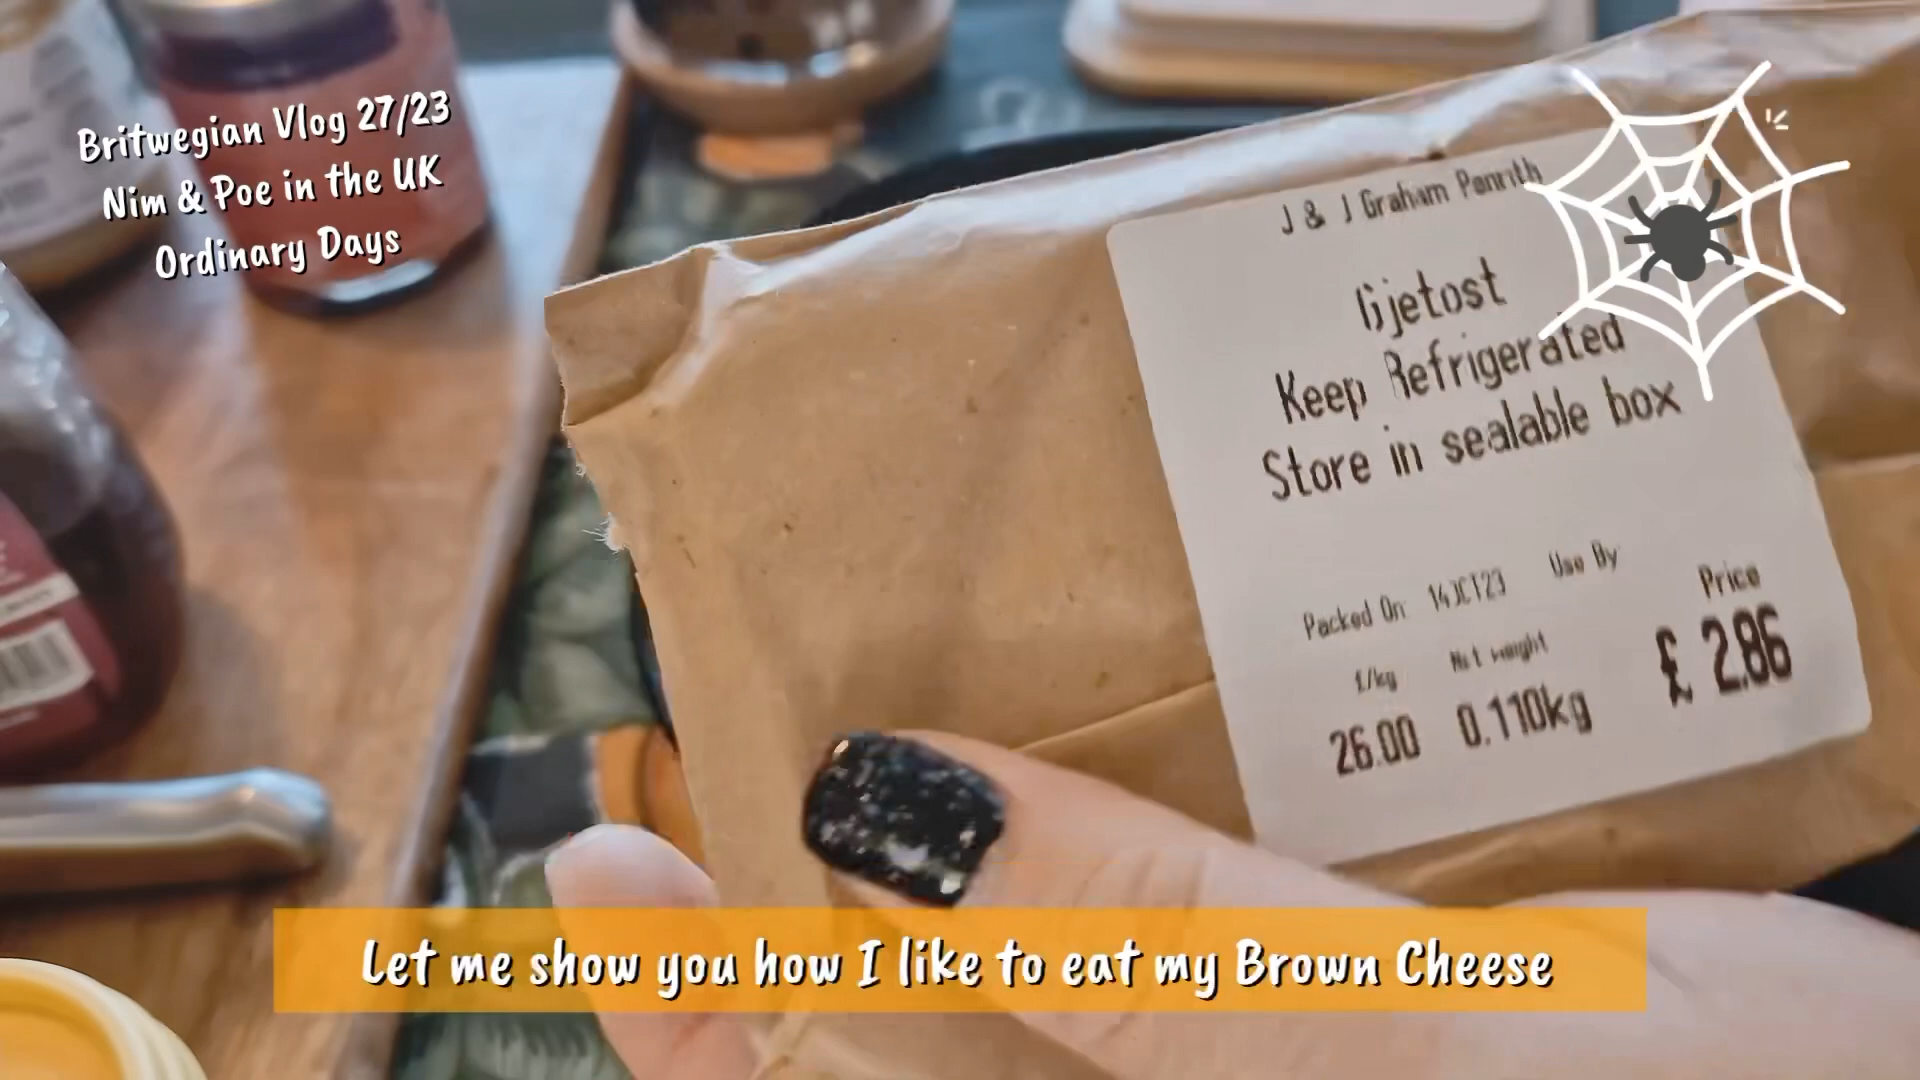 Britwegian Vlog 27/23
Nim & Poe in the UK
Ordinary Days
J & J Graham Penrith
Gjetost
Keep Refrigerated
Store in sealable box
Packed On 14OCT23 Use By
£/kg Net weight Price
26.00 0.110kg £ 2.86
Let me show you how I like to eat my Brown Cheese